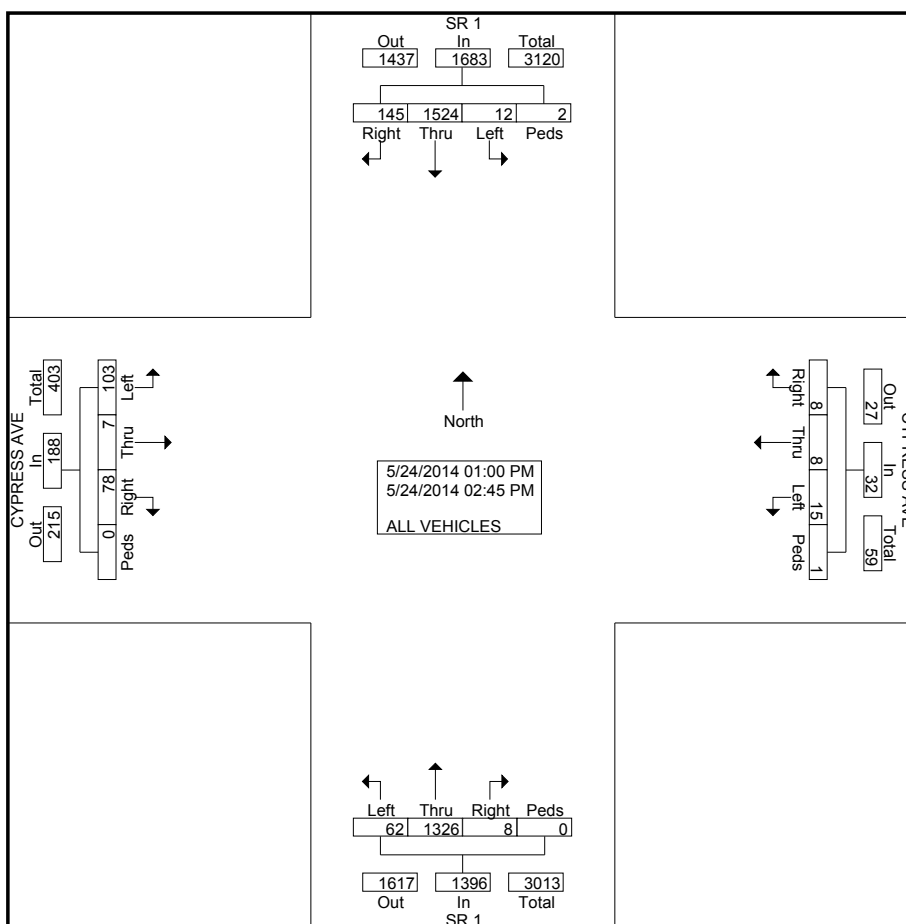 SR 1
Out In Total
1437 1683 3120
145 1524 12 2
Right Thru Left Peds
CYPRESS AVE
Total In Out
403 188 215
103 7 78 0
Left Thru Right Peds
North
5/24/2014 01:00 PM
5/24/2014 02:45 PM
ALL VEHICLES
Right Thru Left Peds
8 8 15 1
Out In Total
27 32 59
Left Thru Right Peds
62 1326 8 0
1617 1396 3013
Out In Total
SR 1